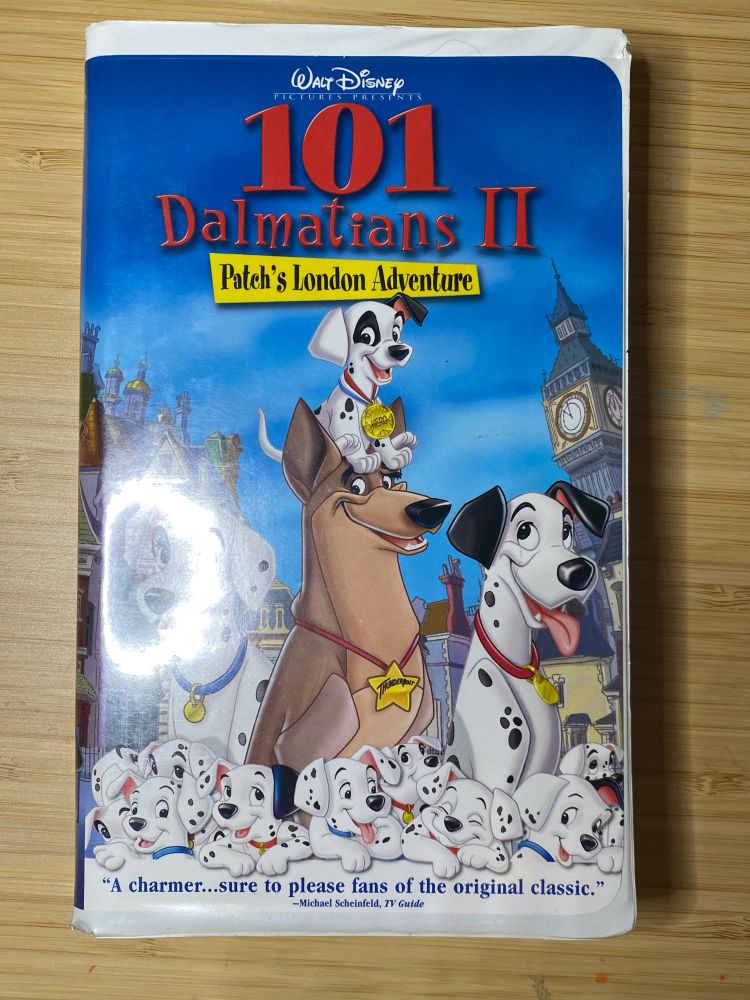 WALT DISNEY
PICTURES PRESENTS
101
Dalmatians II
Patch's London Adventure
HERO
THUNDERBOLT
“A charmer...sure to please fans of the original classic.”
—Michael Scheinfeld, TV Guide